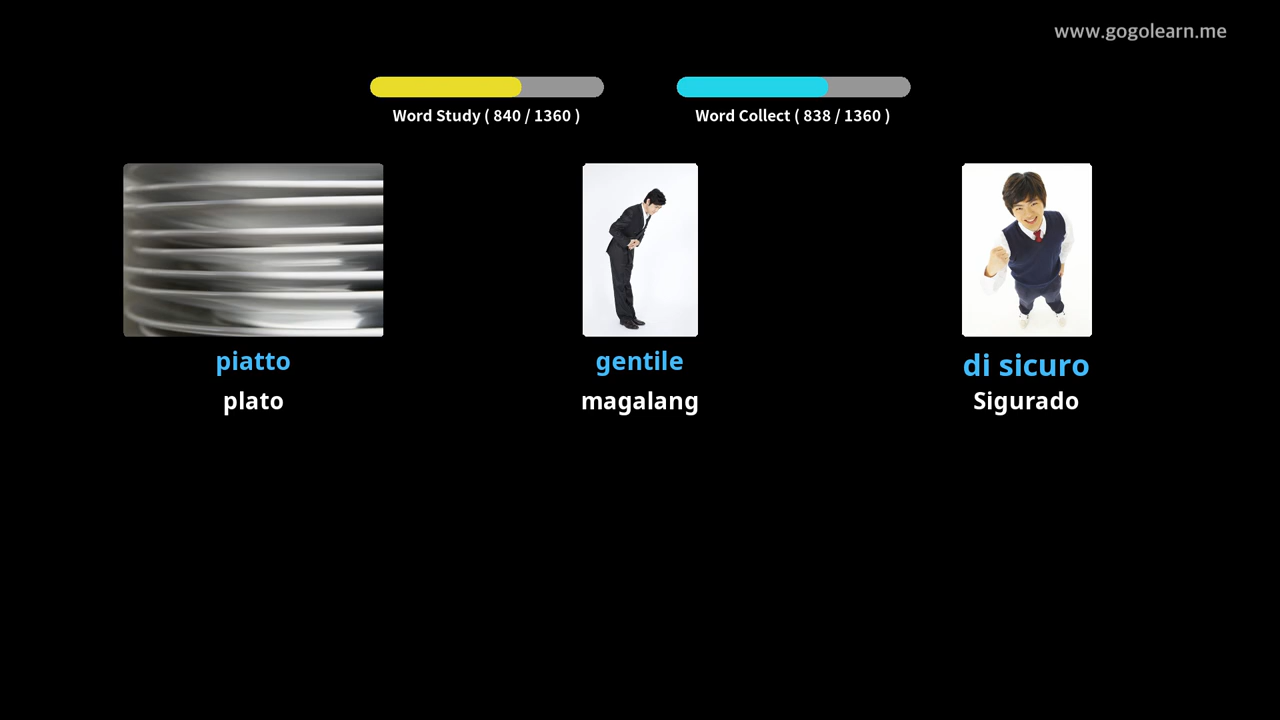 www.gogolearn.me
Word Study ( 840 / 1360 )
Word Collect ( 838 / 1360 )
piatto
plato
gentile
magalang
di sicuro
Sigurado